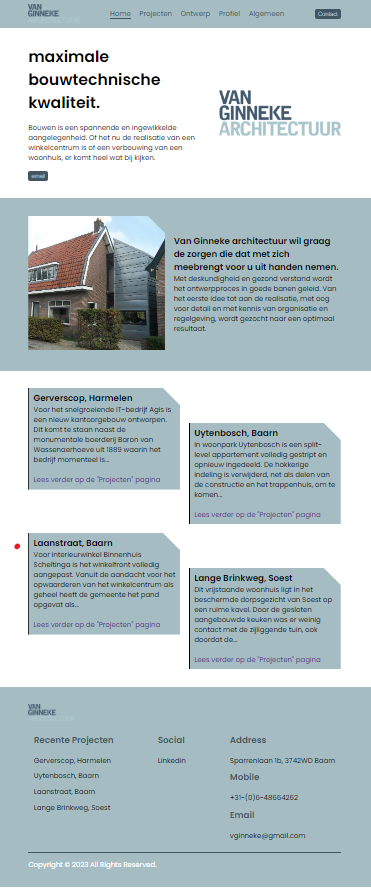 VAN
GINNEKE
ARCHITECTUUR
Home Projecten Ontwerp Profiel Algemeen Contact
maximale
bouwtechnische
kwaliteit.
Bouwen is een spannende en ingewikkelde
aangelegenheid. Of het nu de realisatie van een
winkelcentrum is of een verbouwing van een
woonhuis, er komt heel wat bij kijken.
email
VAN
GINNEKE
ARCHITECTUUR
Van Ginneke architectuur wil graag
de zorgen die dat met zich
meebrengt voor u uit handen nemen.
Met deskundigheid en gezond verstand wordt
het ontwerpproces in goede banen geleid. Van
het eerste idee tot aan de realisatie, met oog
voor detail en met kennis van organisatie en
regelgeving, wordt gezocht naar een optimaal
resultaat.
Gerverscop, Harmelen
Voor het snelgroeiende IT-bedrijf Agis is
een nieuw kantoorgebouw ontworpen.
Dit komt te staan naast de
monumentale boerderij Baron van
Wassenaerhoeve uit 1889 waarin het
bedrijf momenteel is...
Lees verder op de "Projecten" pagina
Uytenbosch, Baarn
In woonpark Uytenbosch is een split-
level appartement volledig gestript en
opnieuw ingedeeld. De hokkerige
indeling is verwijderd, net als delen van
de constructie en het trappenhuis, om te
komen...
Lees verder op de "Projecten" pagina
Laanstraat, Baarn
Voor interieurwinkel Binnenhuis
Scheltinga is het winkelfront volledig
aangepast. Vanuit de aandacht voor het
opwaarderen van het winkelcentrum als
geheel heeft de gemeente het pand
opgevat als...
Lees verder op de "Projecten" pagina
Lange Brinkweg, Soest
Dit vrijstaande woonhuis ligt in het
beschermde dorpsgezicht van Soest op
een ruime kavel. Door de gesloten
aangebouwde keuken was er weinig
contact met de zijliggende tuin, ook
doordat de...
Lees verder op de "Projecten" pagina
VAN
GINNEKE
ARCHITECTUUR
Recente Projecten
Gerverscop, Harmelen
Uytenbosch, Baarn
Laanstraat, Baarn
Lange Brinkweg, Soest
Social
Linkedin
Address
Sparrenlaan 1b, 3742WD Baarn
Mobile
+31-(0)6-48664262
Email
vginneke@gmail.com
Copyright © 2023 All Rights Reserved.